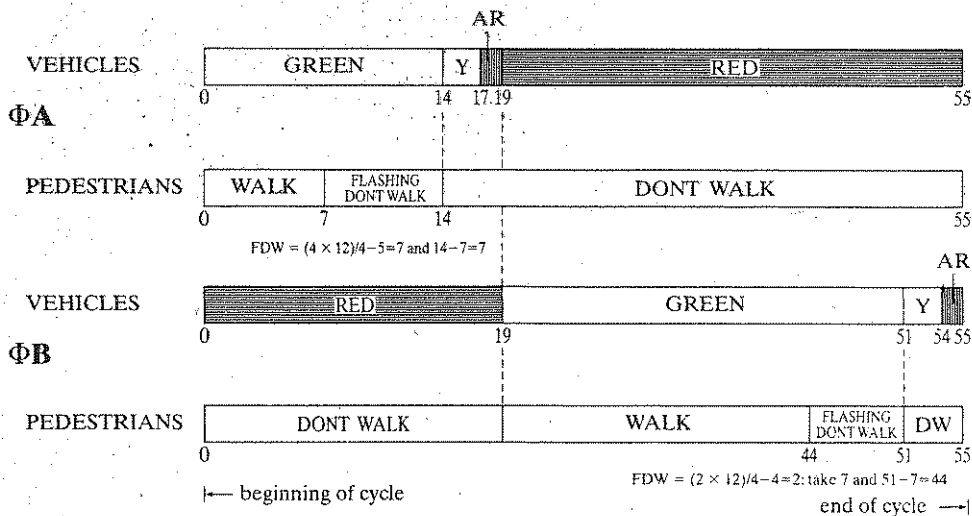 AR
VEHICLES GREEN Y RED
0 14 17 19 55
ΦA
PEDESTRIANS WALK FLASHING DONT WALK DONT WALK
0 7 14 55
FDW = (4 × 12)/4−5=7 and 14−7=7
AR
VEHICLES RED GREEN Y
0 19 51 54 55
ΦB
PEDESTRIANS DONT WALK WALK FLASHING DONT WALK DW
0 44 51 55
FDW = (2 × 12)/4−4=2: take 7 and 51−7=44
beginning of cycle
end of cycle